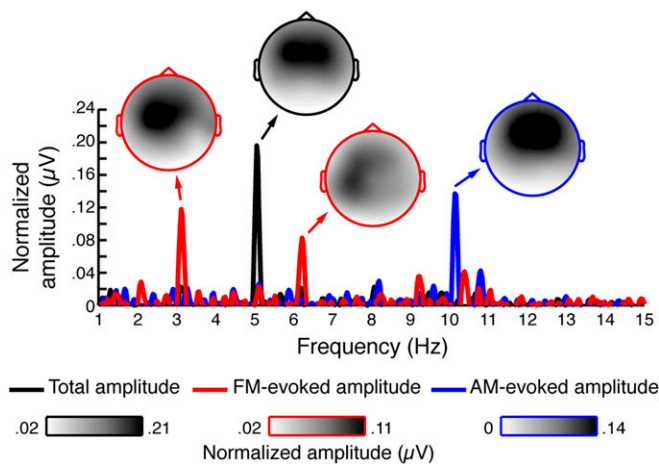 Normalized
amplitude (µV)
.24
.20
.16
.12
.08
.04
0
1 2 3 4 5 6 7 8 9 10 11 12 13 14 15
Frequency (Hz)
Total amplitude FM-evoked amplitude AM-evoked amplitude
.02 .21 .02 .11 0 .14
Normalized amplitude (µV)